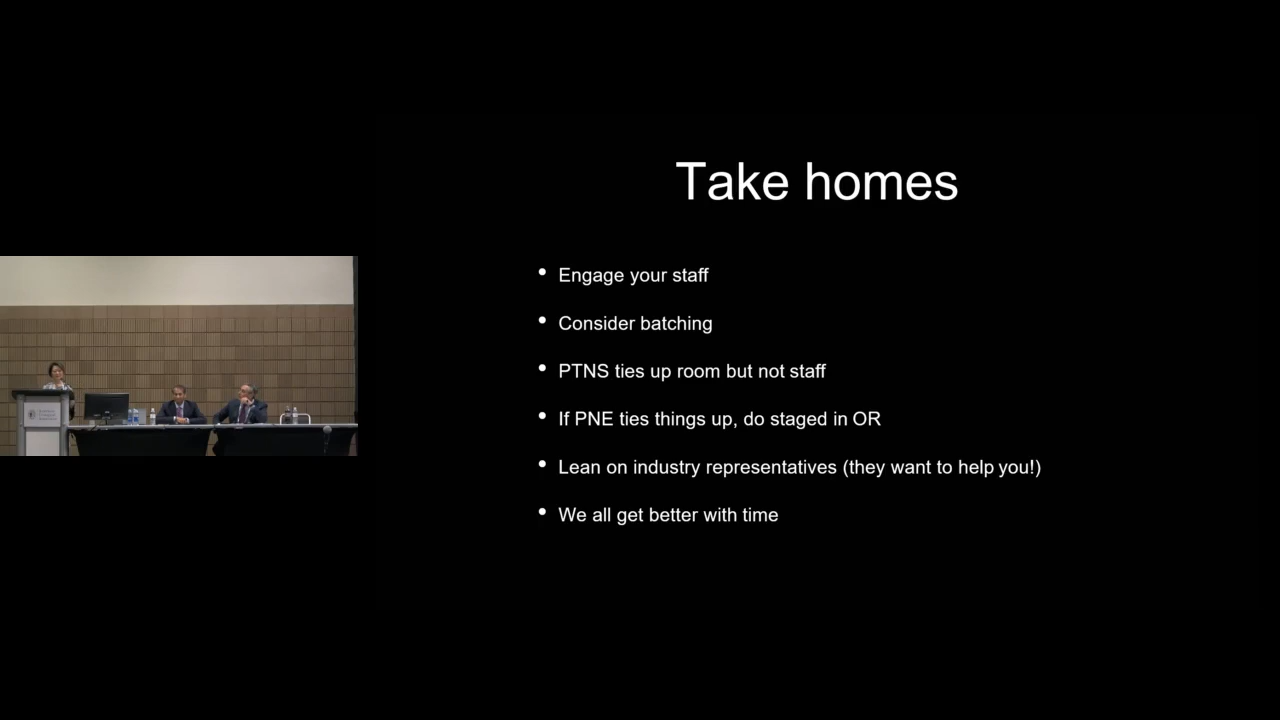 Take homes
• Engage your staff
• Consider batching
• PTNS ties up room but not staff
• If PNE ties things up, do staged in OR
• Lean on industry representatives (they want to help you!)
• We all get better with time